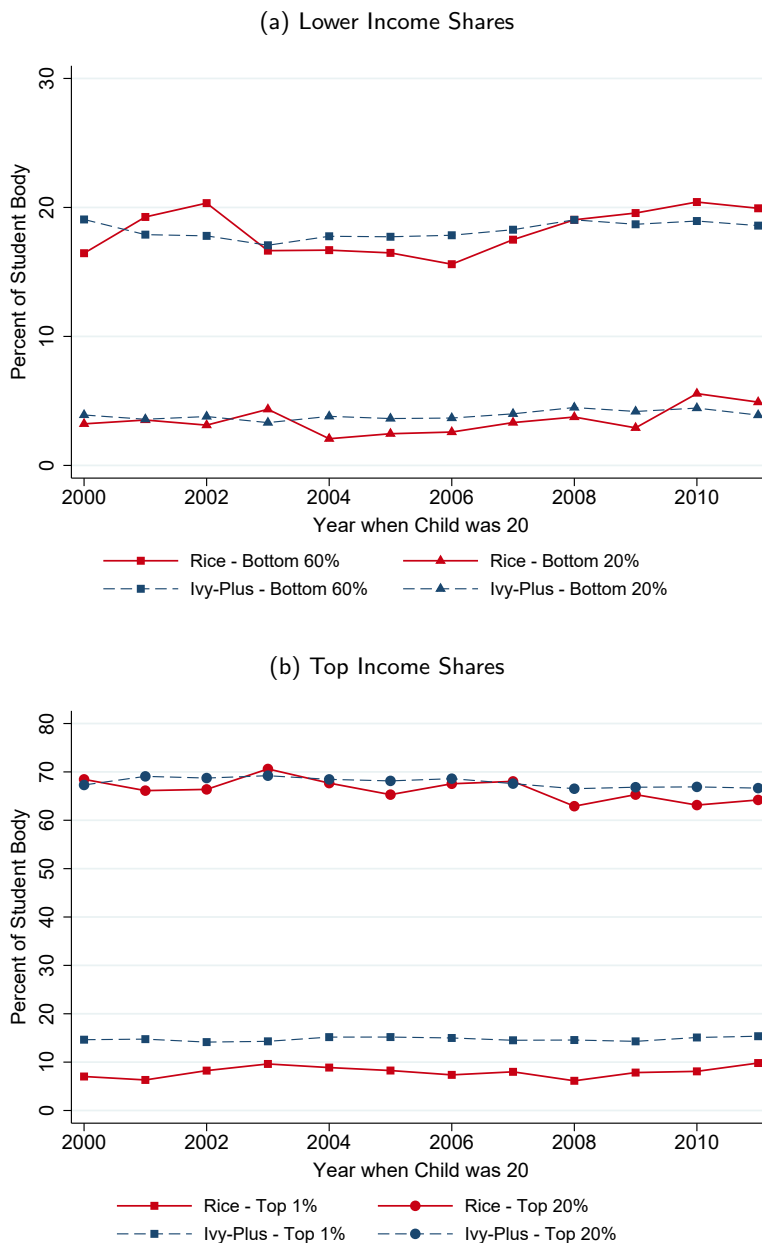 (a) Lower Income Shares
Percent of Student Body
30
20
10
0
2000 2002 2004 2006 2008 2010
Year when Child was 20
Rice - Bottom 60% Rice - Bottom 20%
Ivy-Plus - Bottom 60% Ivy-Plus - Bottom 20%
(b) Top Income Shares
Percent of Student Body
80
70
60
50
40
30
20
10
0
2000 2002 2004 2006 2008 2010
Year when Child was 20
Rice - Top 1% Rice - Top 20%
Ivy-Plus - Top 1% Ivy-Plus - Top 20%